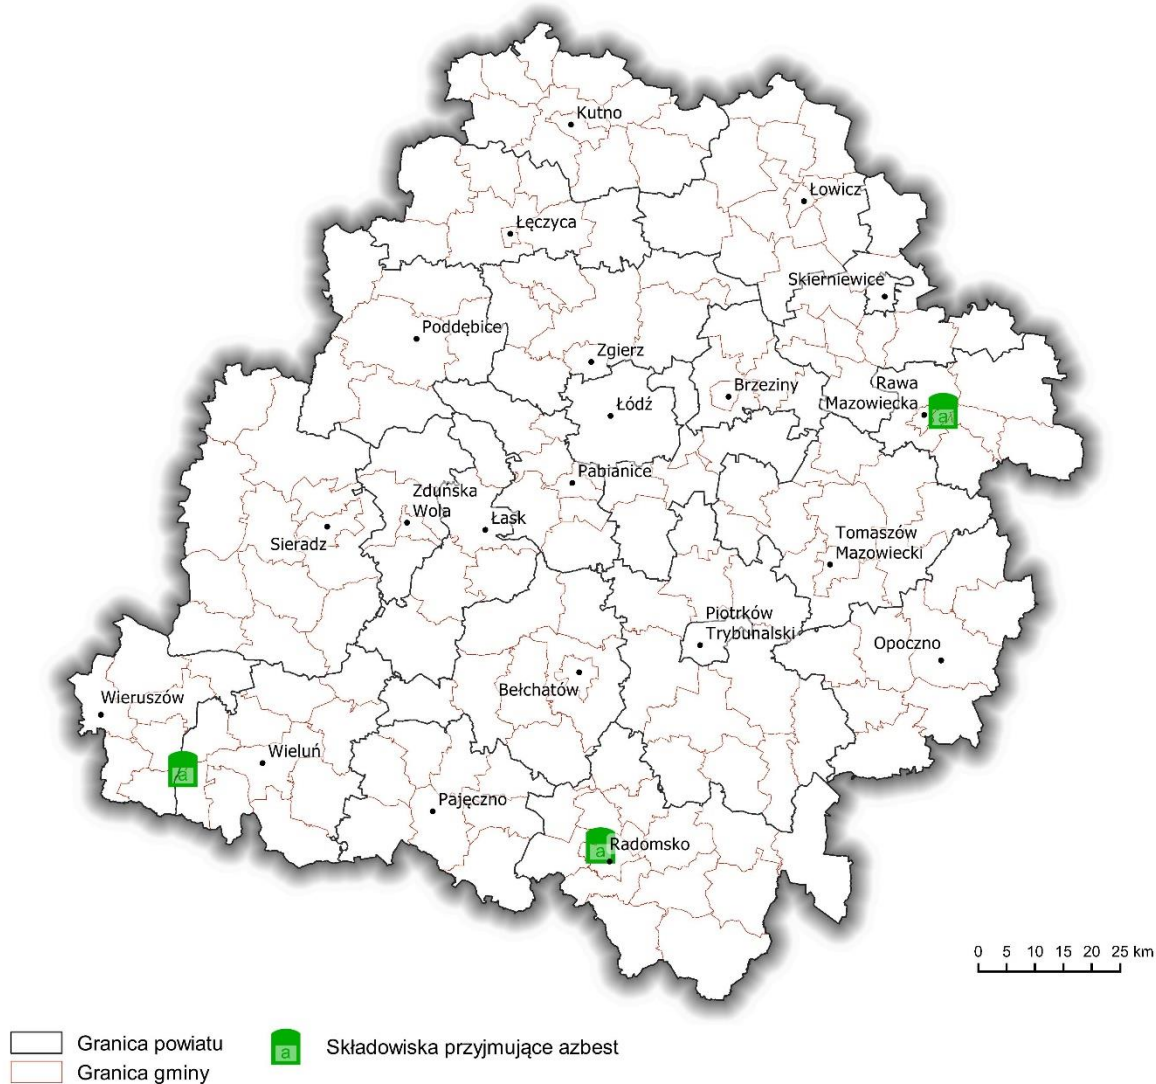 Kutno
Łowicz
Łęczyca
Skierniewice
Poddębice
Zgierz
Brzeziny
Rawa
Mazowiecka
a
Łódź
Pabianice
Zduńska
Wola
Łask
Sieradz
Tomaszów
Mazowiecki
Piotrków
Trybunalski
Opoczno
Bełchatów
Wieruszów
Wieluń
a
Pajęczno
Radomsko
a
0 5 10 15 20 25 km
Granica powiatu
Granica gminy
a
Składowiska przyjmujące azbest